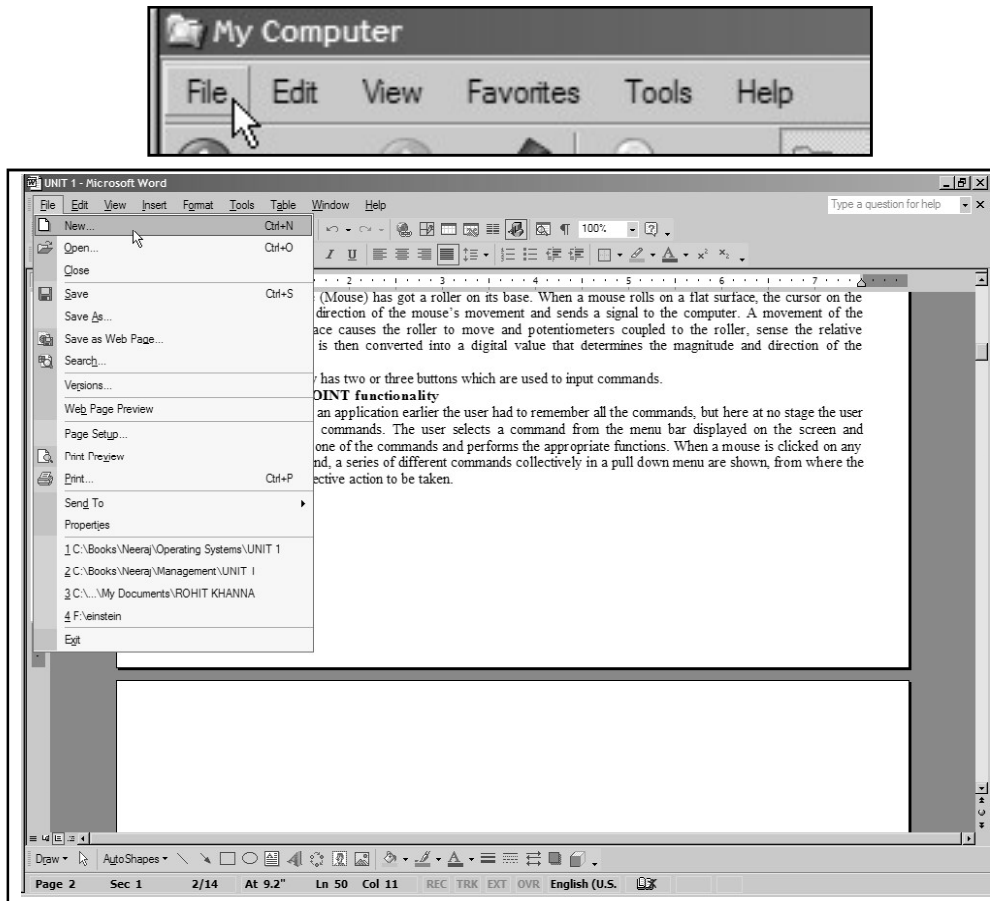 My Computer
File Edit View Favorites Tools Help
UNIT 1 - Microsoft Word
File Edit View Insert Format Tools Table Window Help Type a question for help
New... Ctrl+N
Open... Ctrl+O
Close
Save Ctrl+S
Save As...
Save as Web Page...
Search...
Versions...
Web Page Preview
Page Setup...
Print Preview
Print... Ctrl+P
Send To
Properties
1 C:\Books\Neeraj\Operating Systems\UNIT 1
2 C:\Books\Neeraj\Management\UNIT I
3 C:\...\My Documents\ROHIT KHANNA
4 F:\einstein
Exit
100%
I U
2 3 4 5 6 7
(Mouse) has got a roller on its base. When a mouse rolls on a flat surface, the cursor on the
direction of the mouse's movement and sends a signal to the computer. A movement of the
causes the roller to move and potentiometers coupled to the roller, sense the relative
is then converted into a digital value that determines the magnitude and direction of the
has two or three buttons which are used to input commands.
OINT functionality
an application earlier the user had to remember all the commands, but here at no stage the user
commands. The user selects a command from the menu bar displayed on the screen and
one of the commands and performs the appropriate functions. When a mouse is clicked on any
a series of different commands collectively in a pull down menu are shown, from where the
ective action to be taken.
Draw AutoShapes
Page 2 Sec 1 2/14 At 9.2" Ln 50 Col 11 REC TRK EXT OVR English (U.S.